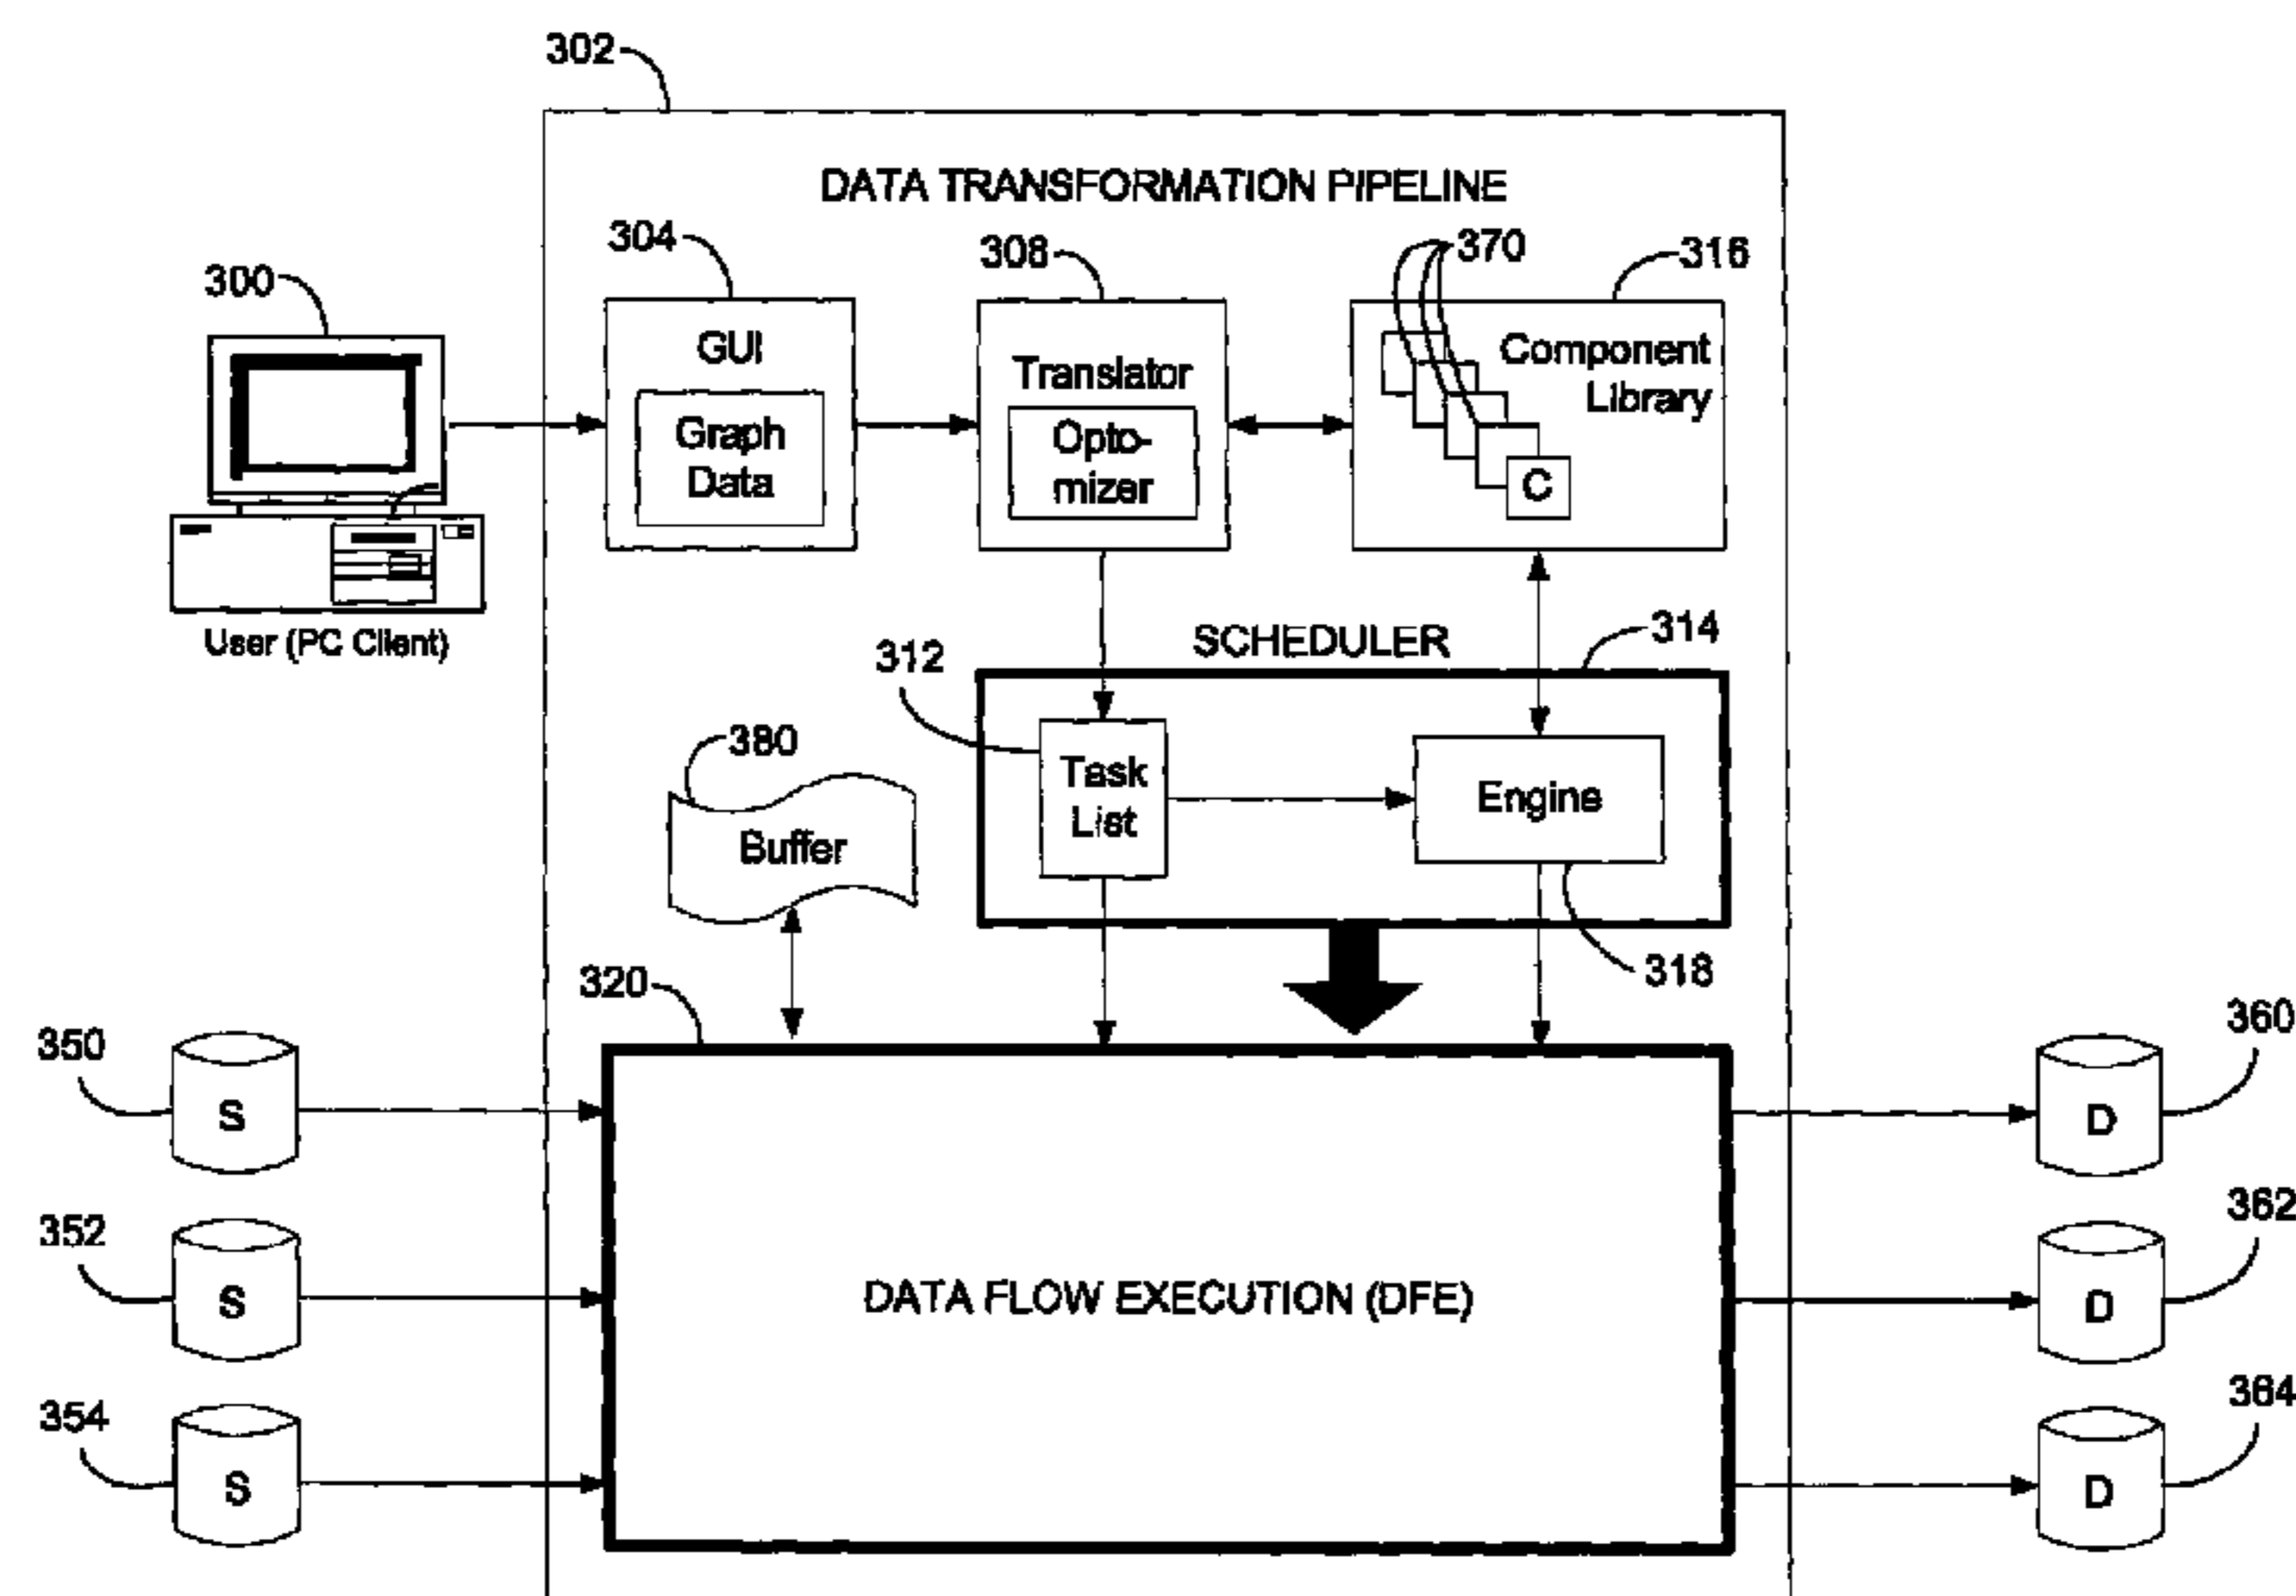 302
DATA TRANSFORMATION PIPELINE
304
308
370
316
300
GUI
Graph
Data
Translator
Opto-
mizer
Component
Library
C
User (PC Client)
SCHEDULER
314
312
Task
List
Engine
318
380
Buffer
320
350
S
352
S
354
S
DATA FLOW EXECUTION (DFE)
360
D
362
D
364
D